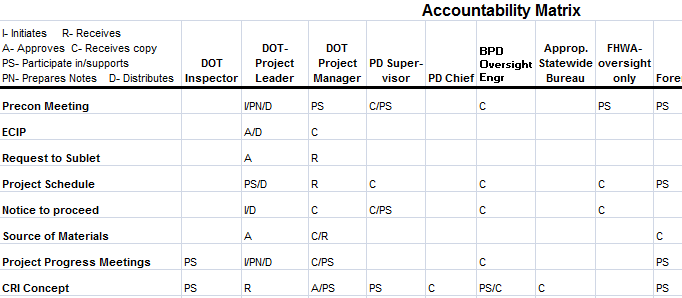 Accountability Matrix
I- Initiates R- Receives
A- Approves C- Receives copy
PS- Participate in/supports
PN- Prepares Notes D- Distributes
DOT Inspector DOT-Project Leader DOT Project Manager PD Super-visor PD Chief BPD Oversight Engr Approp. Statewide Bureau FHWA-oversight only Fore
Precon Meeting I/PN/D PS C/PS C PS PS
ECIP A/D C
Request to Sublet A R
Project Schedule PS/D R C C C PS
Notice to proceed I/D C C/PS C C
Source of Materials A C/R C
Project Progress Meetings PS I/PN/D C/PS C PS
CRI Concept PS R A/PS PS C PS/C C PS